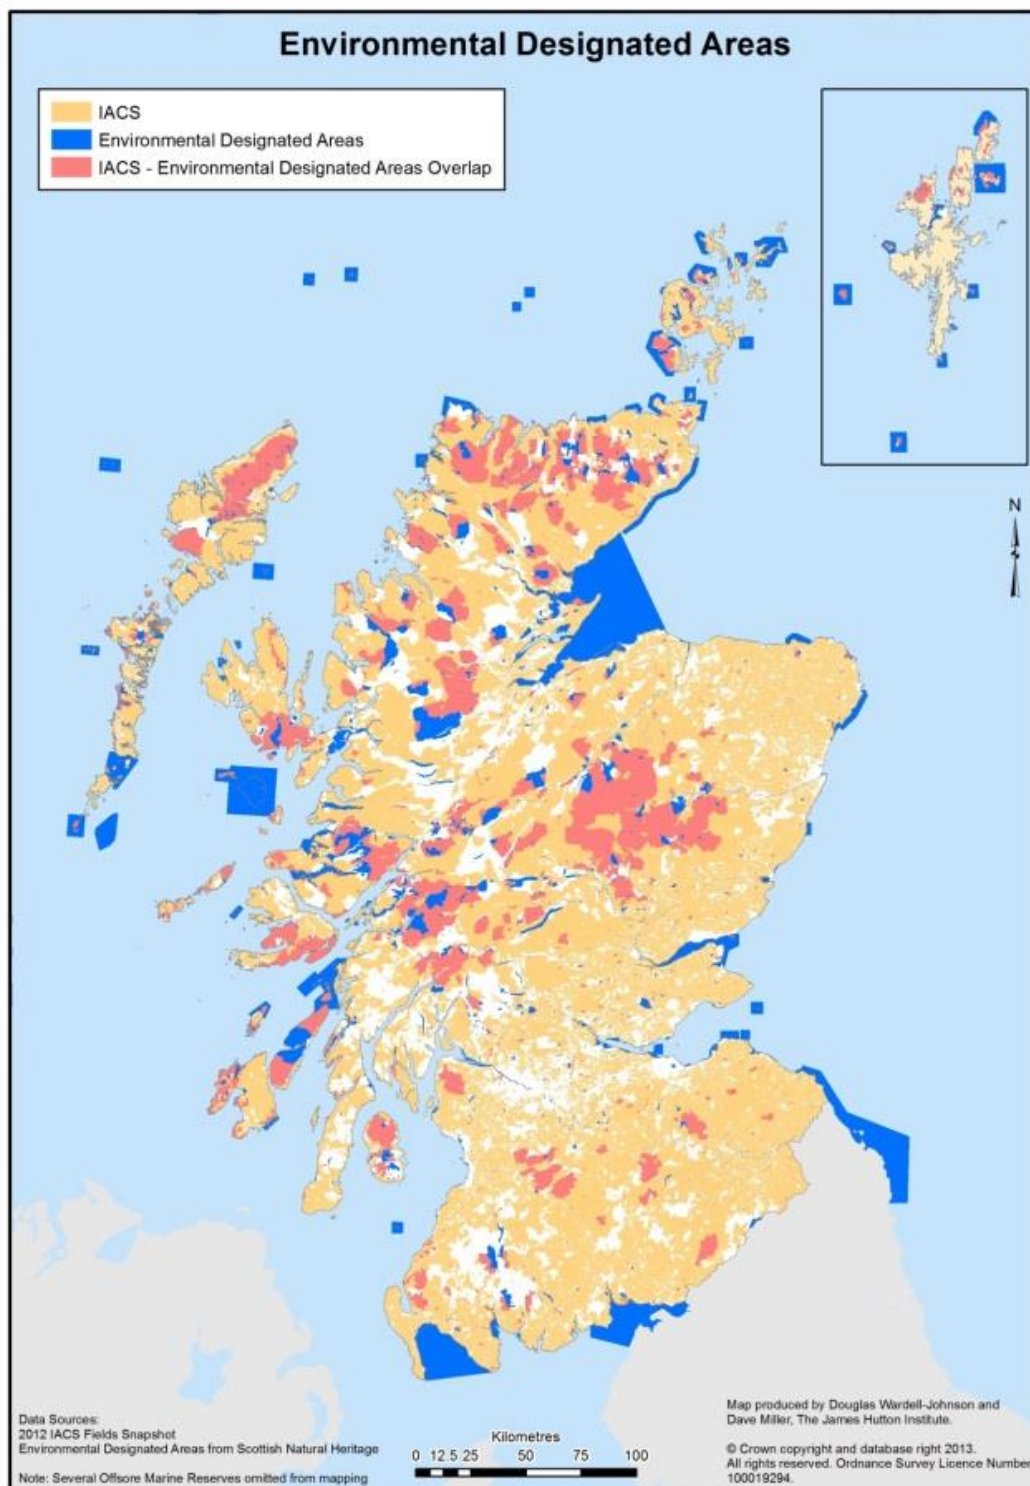 Environmental Designated Areas
IACS
Environmental Designated Areas
IACS - Environmental Designated Areas Overlap
N
Data Sources:
2012 IACS Fields Snapshot
Environmental Designated Areas from Scottish Natural Heritage
Note: Several Offsore Marine Reserves omitted from mapping
Kilometres
0 12.5 25 50 75 100
Map produced by Douglas Wardell-Johnson and
Dave Miller, The James Hutton Institute.
© Crown copyright and database right 2013.
All rights reserved. Ordnance Survey Licence Number
100019294.